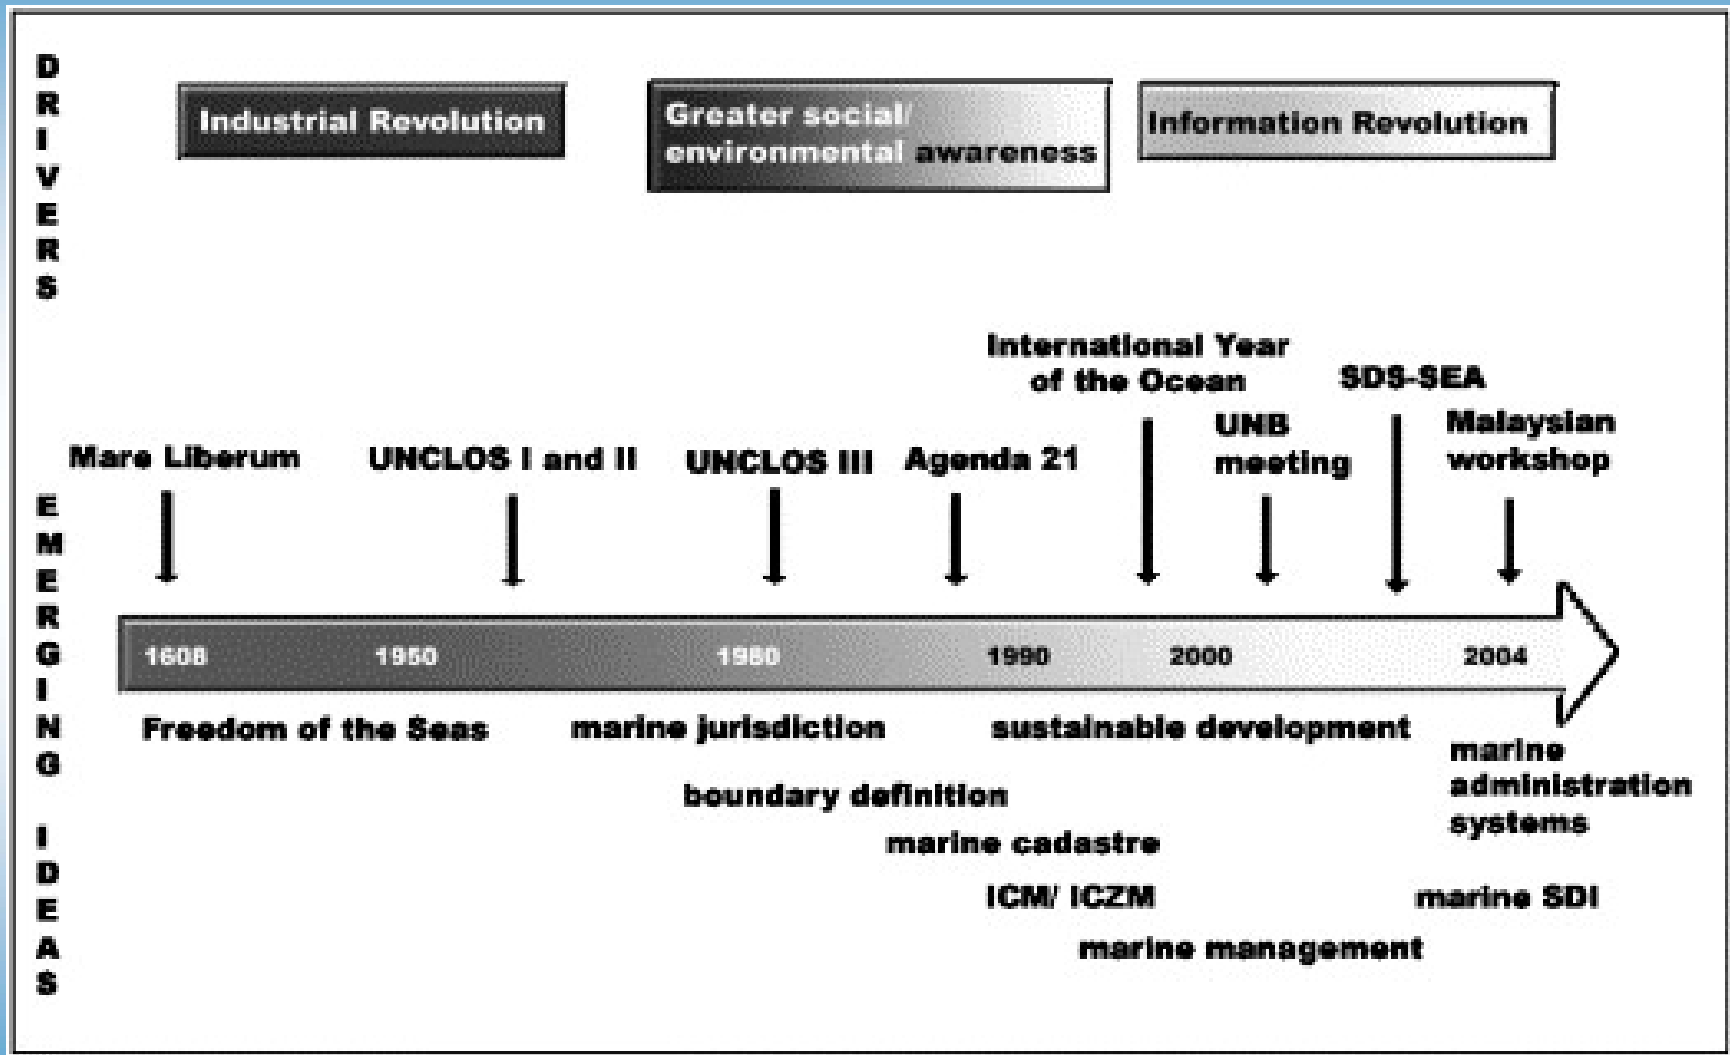 DRIVERS
Industrial Revolution
Greater social/
environmental awareness
Information Revolution
International Year
of the Ocean
SDS-SEA
UNB
meeting
Malaysian
workshop
Mare Liberum
UNCLOS I and II
UNCLOS III
Agenda 21
EMERGING IDEAS
1608
1950
1980
1990
2000
2004
Freedom of the Seas
marine jurisdiction
sustainable development
marine
administration
systems
boundary definition
marine cadastre
ICM/ ICZM
marine SDI
marine management